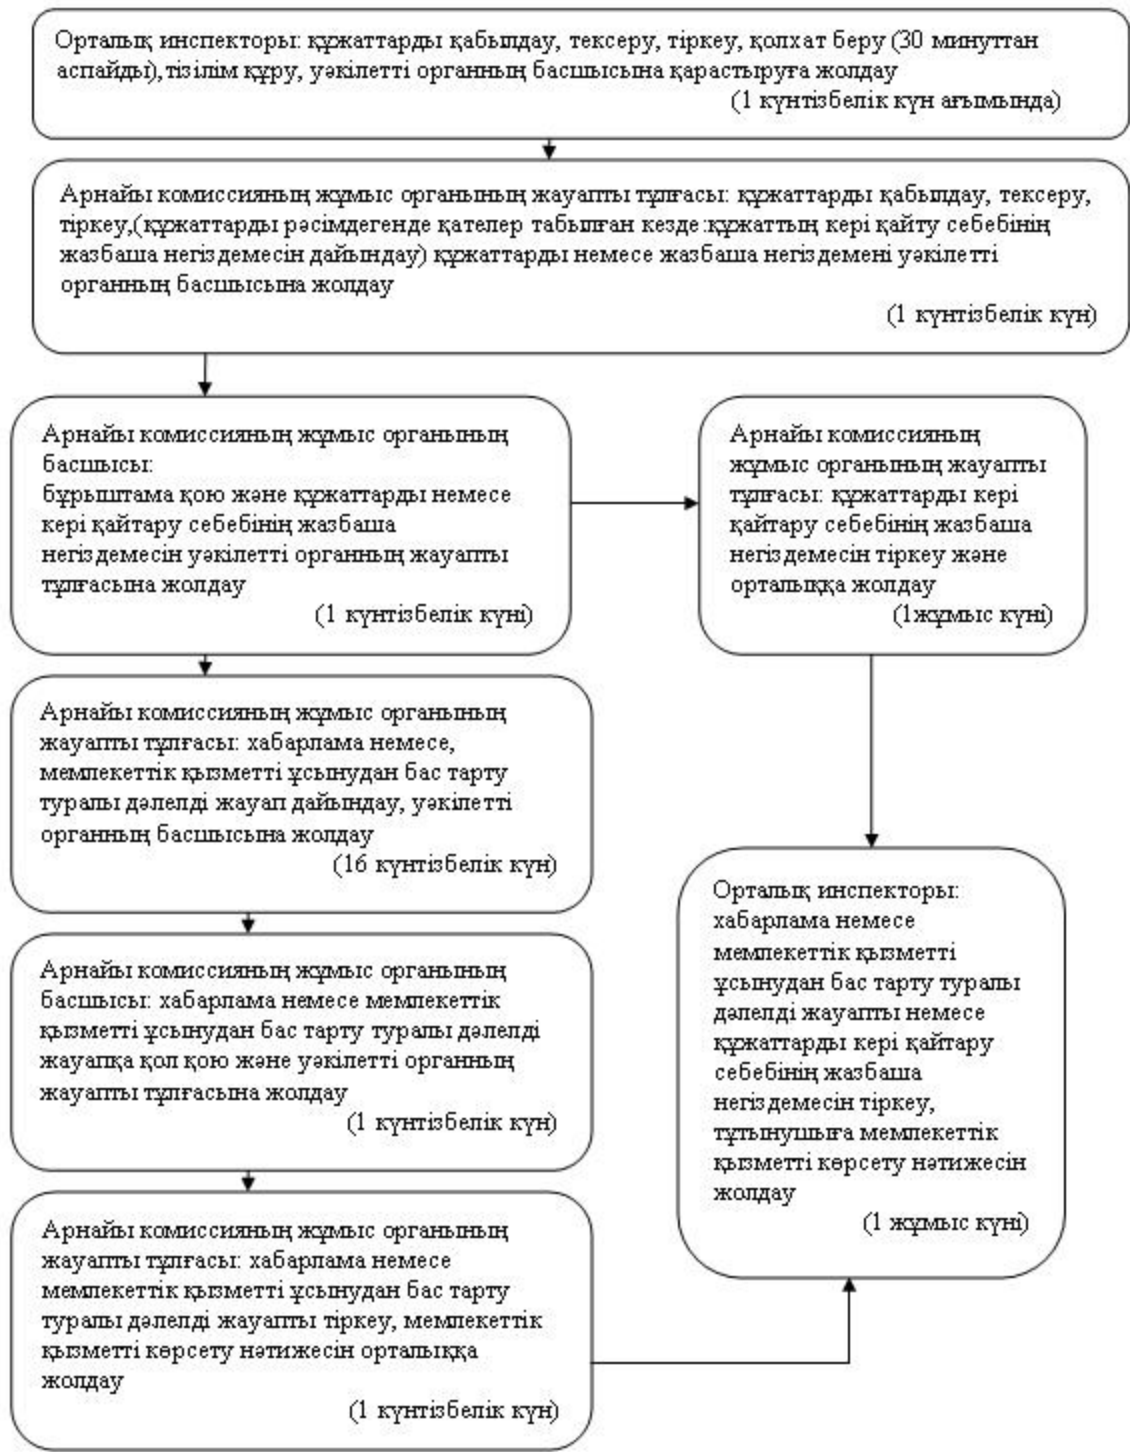 Орталық инспекторы: құжаттарды қабылдау, тексеру, тіркеу, қолхат беру (30 минуттан
аспайды),тізілім құру, уәкілетті органның басшысына қарастыруға жолдау
(1 күнтізбелік күн ағымында)
Арнайы комиссияның жұмыс органының жауапты тұлғасы: құжаттарды қабылдау, тексеру,
тіркеу,(құжаттарды рәсімдегенде қателер табылған кезде:құжаттың кері қайту себебінің
жазбаша негіздемесін дайындау) құжаттарды немесе жазбаша негіздемені уәкілетті
органның басшысына жолдау
(1 күнтізбелік күн)
Арнайы комиссияның жұмыс органының
басшысы:
бұрыштама қою және құжаттарды немесе
кері қайтару себебінің жазбаша
негіздемесін уәкілетті органның жауапты
тұлғасына жолдау
(1 күнтізбелік күні)
Арнайы комиссияның
жұмыс органының жауапты
тұлғасы: құжаттарды кері
қайтару себебінің жазбаша
негіздемесін тіркеу және
орталыққа жолдау
(1жұмыс күні)
Арнайы комиссияның жұмыс органының
жауапты тұлғасы: хабарлама немесе,
мемлекеттік қызметті ұсынудан бас тарту
туралы дәлелді жауап дайындау, уәкілетті
органның басшысына жолдау
(16 күнтізбелік күн)
Арнайы комиссияның жұмыс органының
басшысы: хабарлама немесе мемлекеттік
қызметті ұсынудан бас тарту туралы дәлелді
жауапқа қол қою және уәкілетті органның
жауапты тұлғасына жолдау
(1 күнтізбелік күн)
Арнайы комиссияның жұмыс органының
жауапты тұлғасы: хабарлама немесе
мемлекеттік қызметті ұсынудан бас тарту
туралы дәлелді жауапты тіркеу, мемлекеттік
қызметті көрсету нәтижесін орталыққа
жолдау
(1 күнтізбелік күн)
Орталық инспекторы:
хабарлама немесе
мемлекеттік қызметті
ұсынудан бас тарту туралы
дәлелді жауапты немесе
құжаттарды кері қайтару
себебінің жазбаша
негіздемесін тіркеу,
тұтынушыға мемлекеттік
қызметті көрсету нәтижесін
жолдау
(1 жұмыс күні)